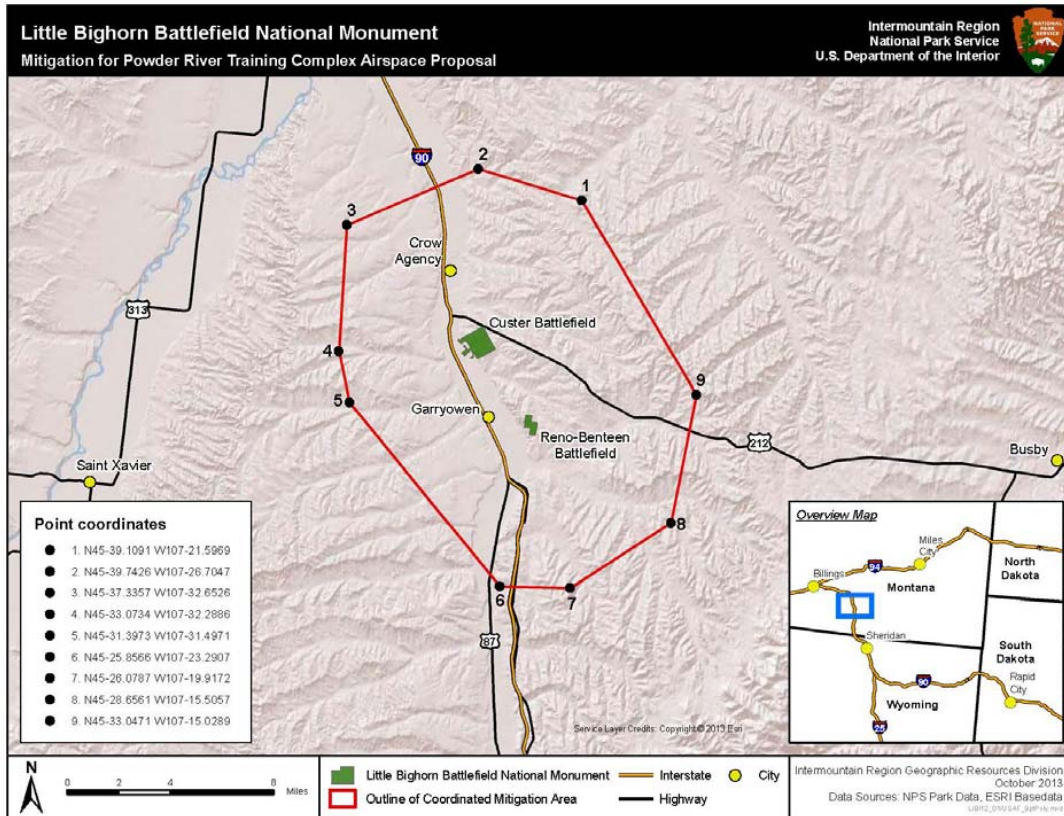 Little Bighorn Battlefield National Monument
Mitigation for Powder River Training Complex Airspace Proposal
Intermountain Region
National Park Service
U.S. Department of the Interior
NATIONAL
PARK
SERVICE
90
2
1
3
Crow
Agency
313
Custer Battlefield
4
9
5
Garryowen
Reno-Benteen
Battlefield
212
Busby
Saint Xavier
8
6
7
87
Point coordinates
1. N45-39.1091 W107-21.5969
2. N45-39.7426 W107-26.7047
3. N45-37.3357 W107-32.6526
4. N45-33.0734 W107-32.2886
5. N45-31.3973 W107-31.4971
6. N45-25.8566 W107-23.2907
7. N45-26.0787 W107-19.9172
8. N45-28.6561 W107-15.5057
9. N45-33.0471 W107-15.0289
Overview Map
Miles
City
Billings
94
Montana
North
Dakota
Sheridan
South
Dakota
90
Rapid
City
Wyoming
25
Service Layer Credits: Copyright:© 2013 Esri
N
0 2 4 8
Miles
Little Bighorn Battlefield National Monument
Interstate
City
Outline of Coordinated Mitigation Area
Highway
Intermountain Region Geographic Resources Division
October 2013
Data Sources: NPS Park Data, ESRI Basedata